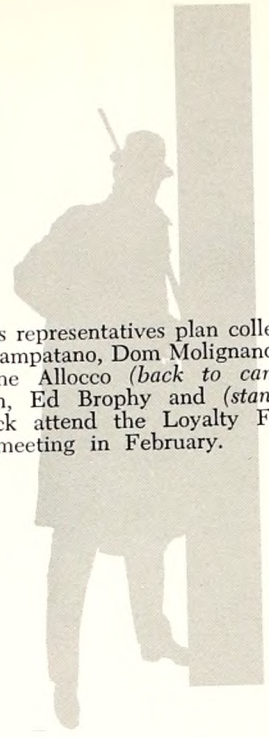 s representatives plan colle
ampatano, Dom Molignano
ne Allocco (back to can
n, Ed Brophy and (stan
ck attend the Loyalty F
meeting in February.